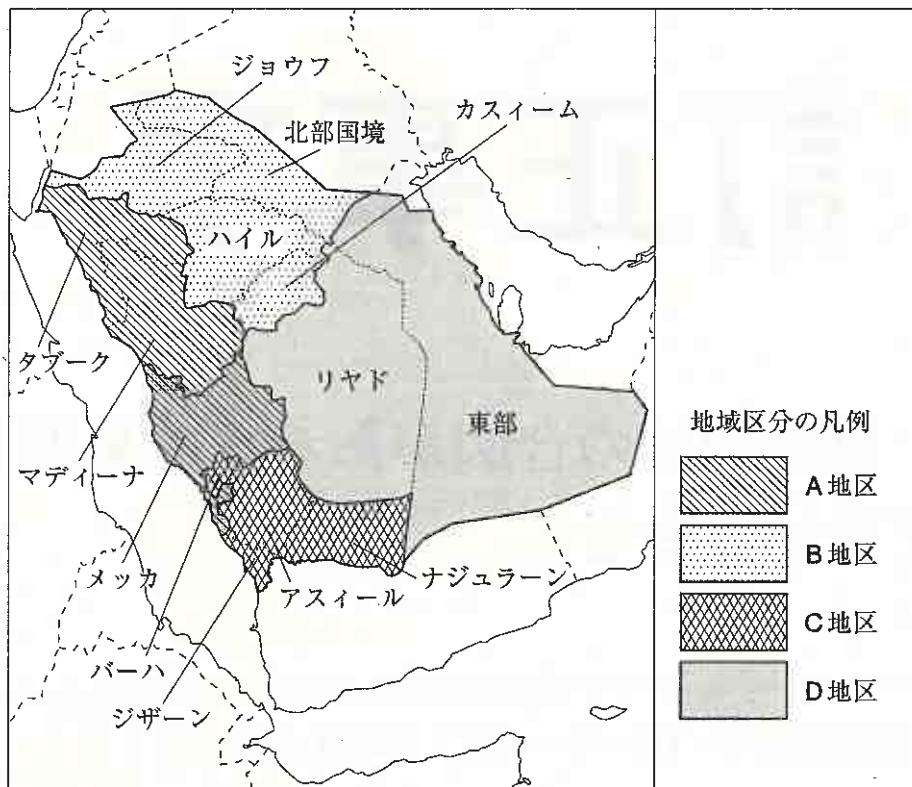 ジョウフ
カスィーム
北部国境
ハイル
タブーク
リヤド
東部
マディーナ
メッカ
アスィール
ナジュラーン
バーハ
ジザーン
地域区分の凡例
A地区
B地区
C地区
D地区